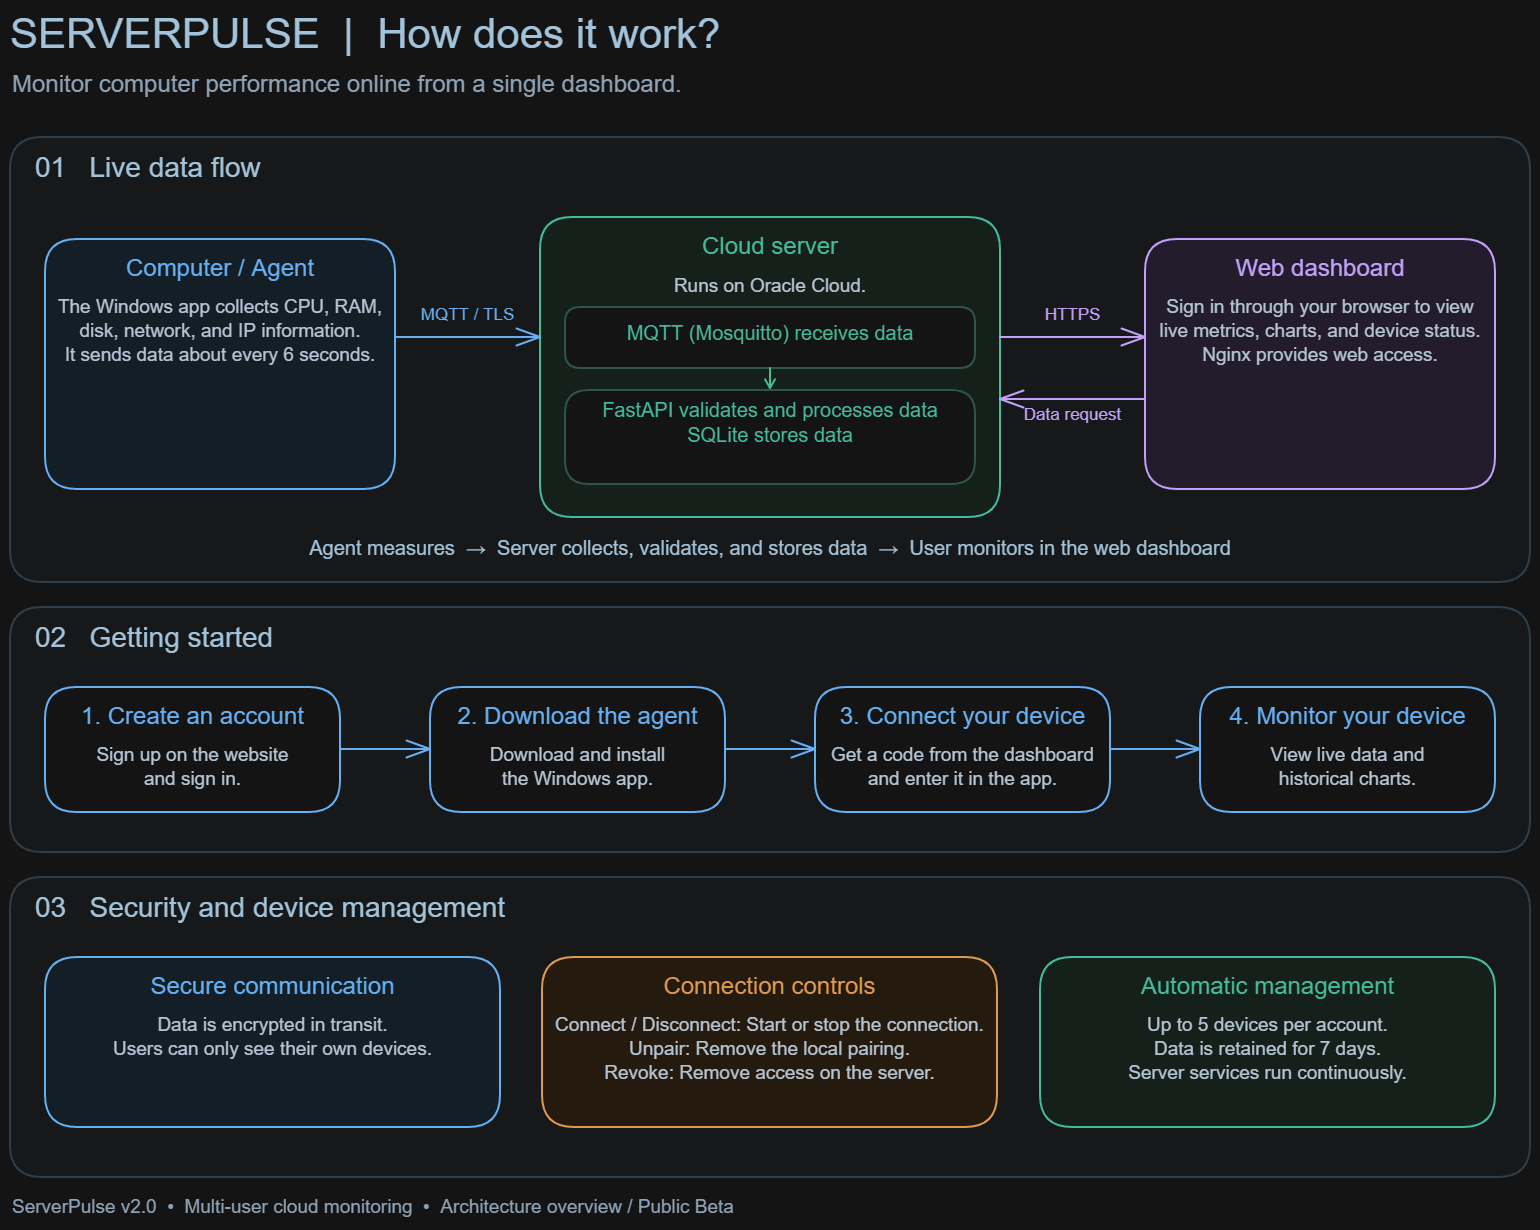 SERVERPULSE | How does it work?
Monitor computer performance online from a single dashboard.
01 Live data flow
Computer / Agent
The Windows app collects CPU, RAM,
disk, network, and IP information.
It sends data about every 6 seconds.
MQTT / TLS
Cloud server
Runs on Oracle Cloud.
MQTT (Mosquitto) receives data
FastAPI validates and processes data
SQLite stores data
HTTPS
Data request
Web dashboard
Sign in through your browser to view
live metrics, charts, and device status.
Nginx provides web access.
Agent measures → Server collects, validates, and stores data → User monitors in the web dashboard
02 Getting started
1. Create an account
Sign up on the website
and sign in.
2. Download the agent
Download and install
the Windows app.
3. Connect your device
Get a code from the dashboard
and enter it in the app.
4. Monitor your device
View live data and
historical charts.
03 Security and device management
Secure communication
Data is encrypted in transit.
Users can only see their own devices.
Connection controls
Connect / Disconnect: Start or stop the connection.
Unpair: Remove the local pairing.
Revoke: Remove access on the server.
Automatic management
Up to 5 devices per account.
Data is retained for 7 days.
Server services run continuously.
ServerPulse v2.0 • Multi-user cloud monitoring • Architecture overview / Public Beta